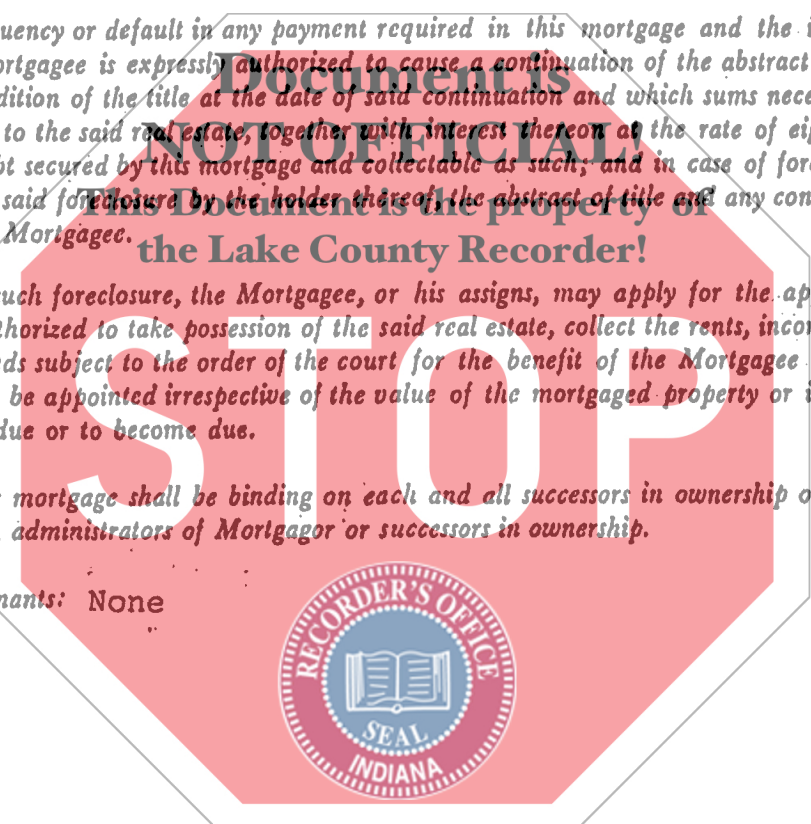 uency or default in any payment required in this mortgage and the
ortgagee is expressly authorized to cause a continuation of the abstract
dition of the title at the date of said continuation and which sums nece
to the said real estate, together with interest thereon at the rate of ei
bt secured by this mortgage and collectable as such; and in case of for
said foreclosure by the holder thereof, the abstract of title and any con
Mortgagee.
Document is
NOT OFFICIAL!
This Document is the property of
the Lake County Recorder!
uch foreclosure, the Mortgagee, or his assigns, may apply for the ap
thorized to take possession of the said real estate, collect the rents, inco
ds subject to the order of the court for the benefit of the Mortgagee
be appointed irrespective of the value of the mortgaged property or
due or to become due.
STOP
mortgage shall be binding on each and all successors in ownership o
administrators of Mortgagor or successors in ownership.
nants: None
RECORDER'S OFFICE
SEAL
INDIANA